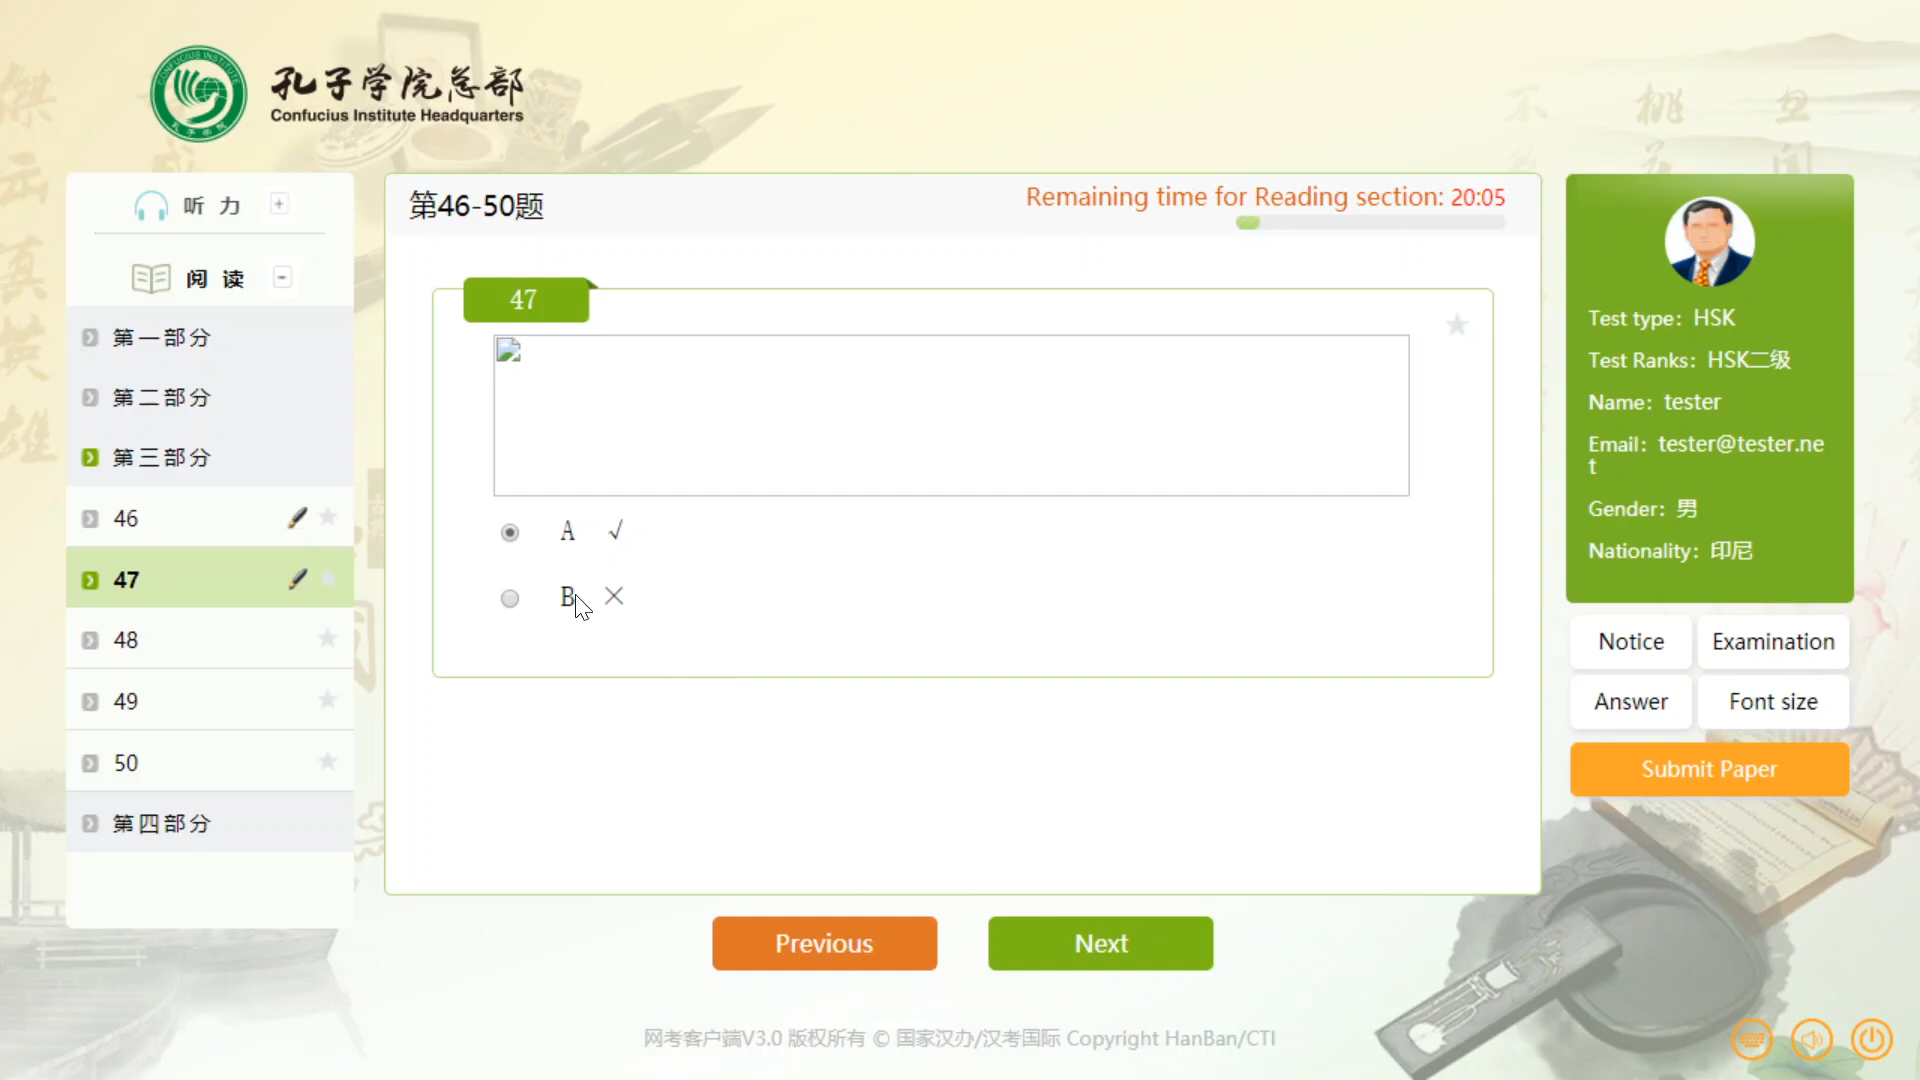 孔子学院总部
Confucius Institute Headquarters
听 力
阅 读
第一部分
第二部分
第三部分
46
47
48
49
50
第四部分
第46-50题
Remaining time for Reading section: 20:05
47
A √
B ×
Test type: HSK
Test Ranks: HSK二级
Name: tester
Email: tester@tester.ne
t
Gender: 男
Nationality: 印尼
Notice
Examination
Answer
Font size
Submit Paper
Previous
Next
网考客户端V3.0 版权所有 © 国家汉办/汉考国际 Copyright HanBan/CTI